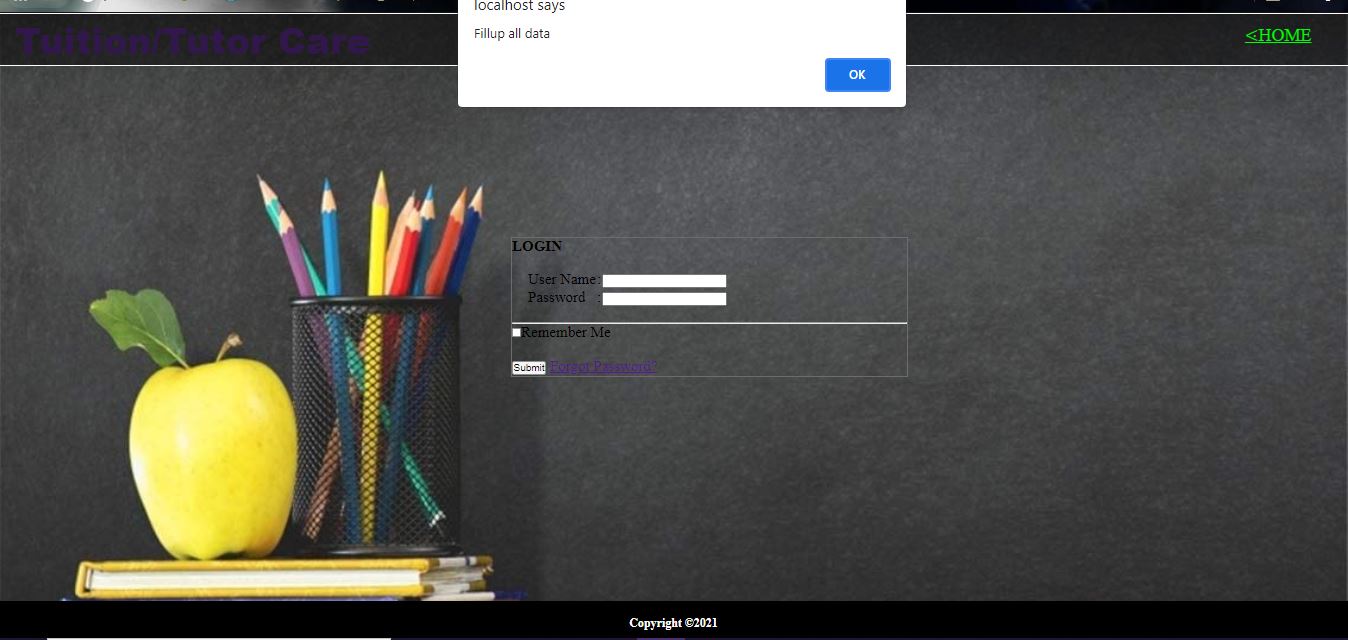 localhost says
Fillup all data
OK
Tuition/Tutor Care
<HOME
LOGIN
User Name:
Password :
Remember Me
Submit Forgot Password?
Copyright ©2021